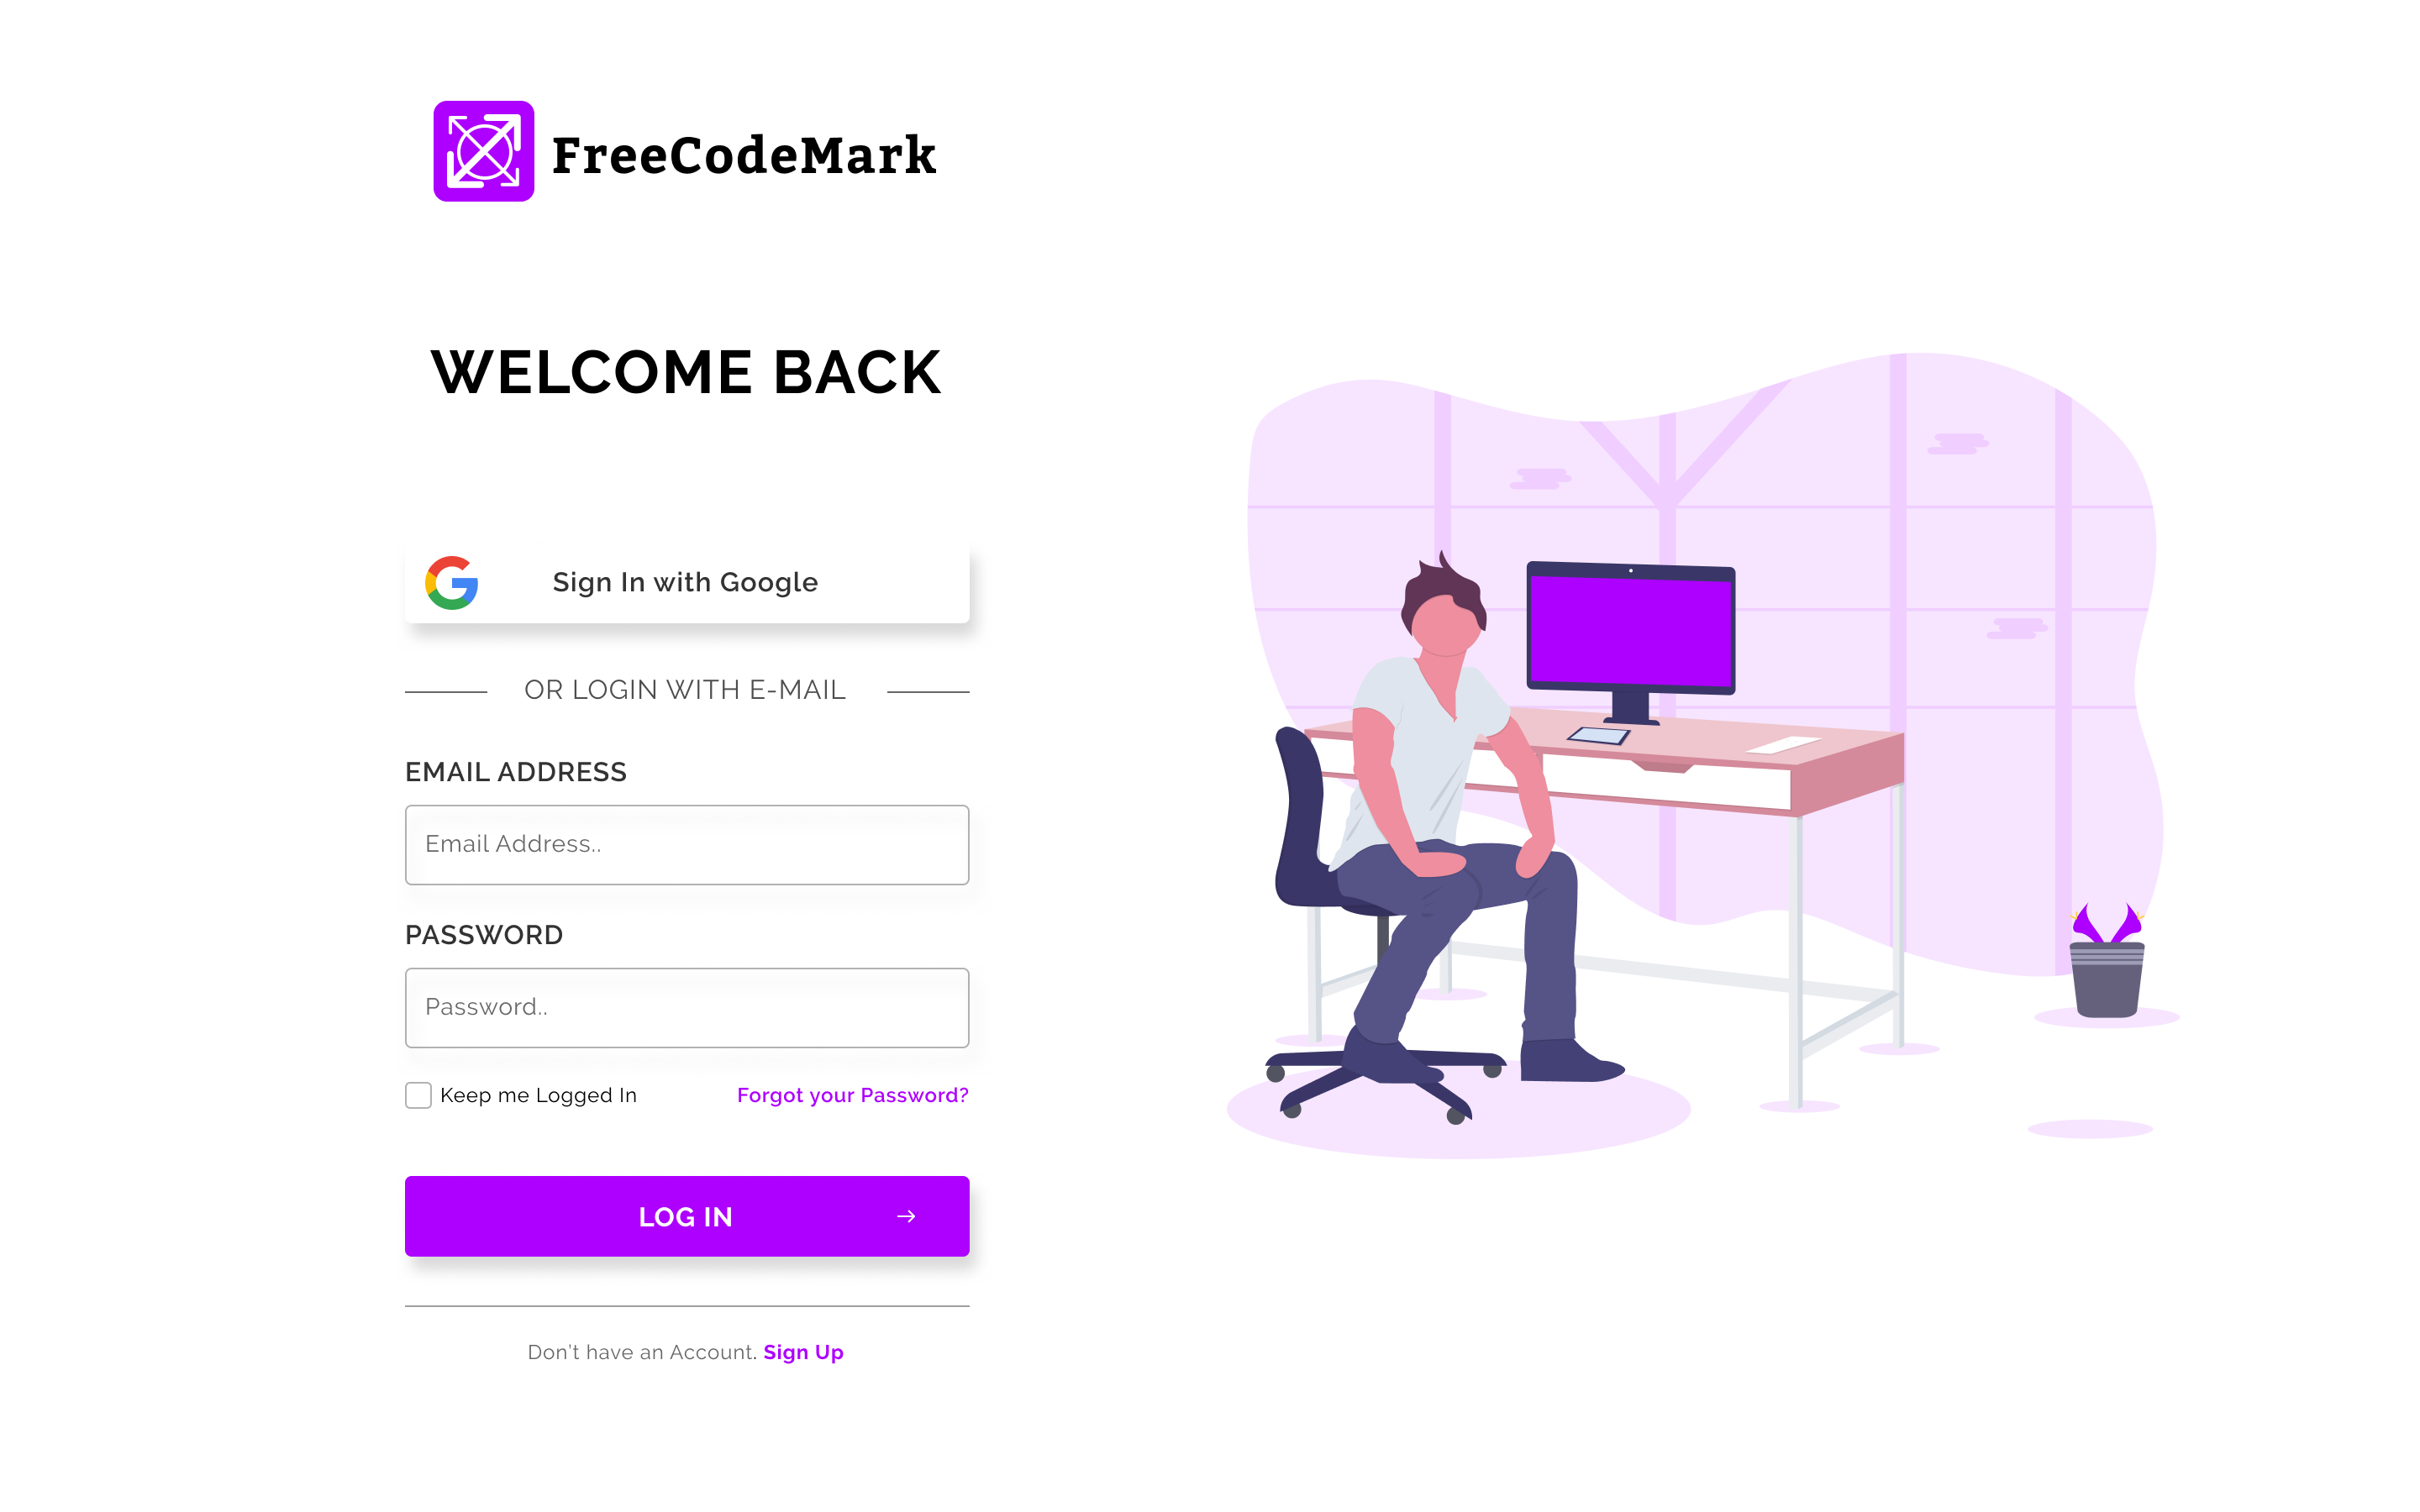 FreeCodeMark
WELCOME BACK
Sign In with Google
OR LOGIN WITH E-MAIL
EMAIL ADDRESS
Email Address..
PASSWORD
Password..
Keep me Logged In
Forgot your Password?
LOG IN
Don't have an Account. Sign Up